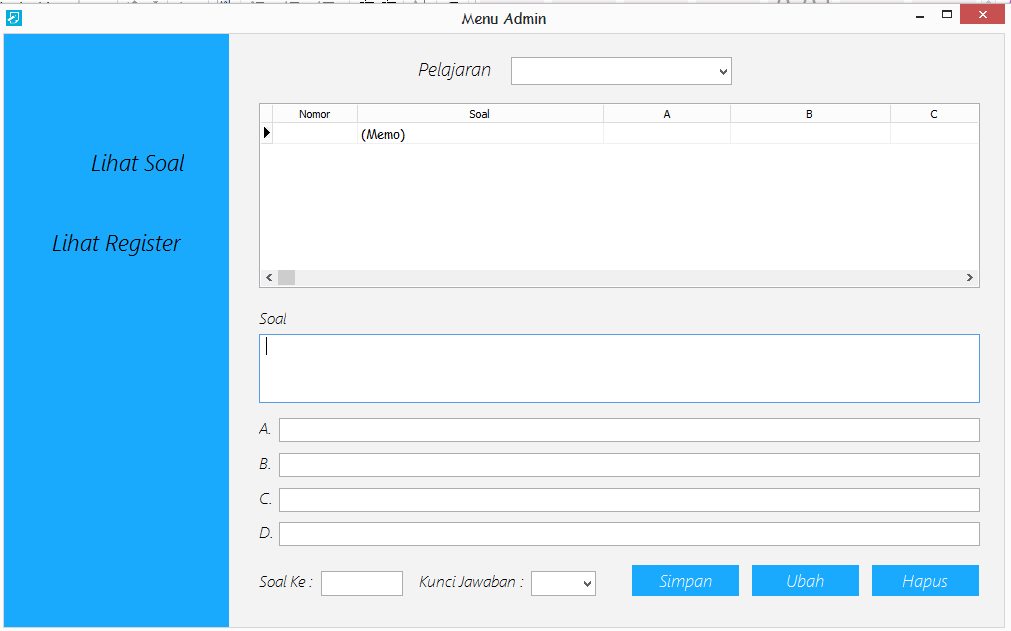 Menu Admin
Lihat Soal
Lihat Register
Pelajaran
Nomor Soal A B C
(Memo)
Soal
A.
B.
C.
D.
Soal Ke :
Kunci Jawaban :
Simpan
Ubah
Hapus